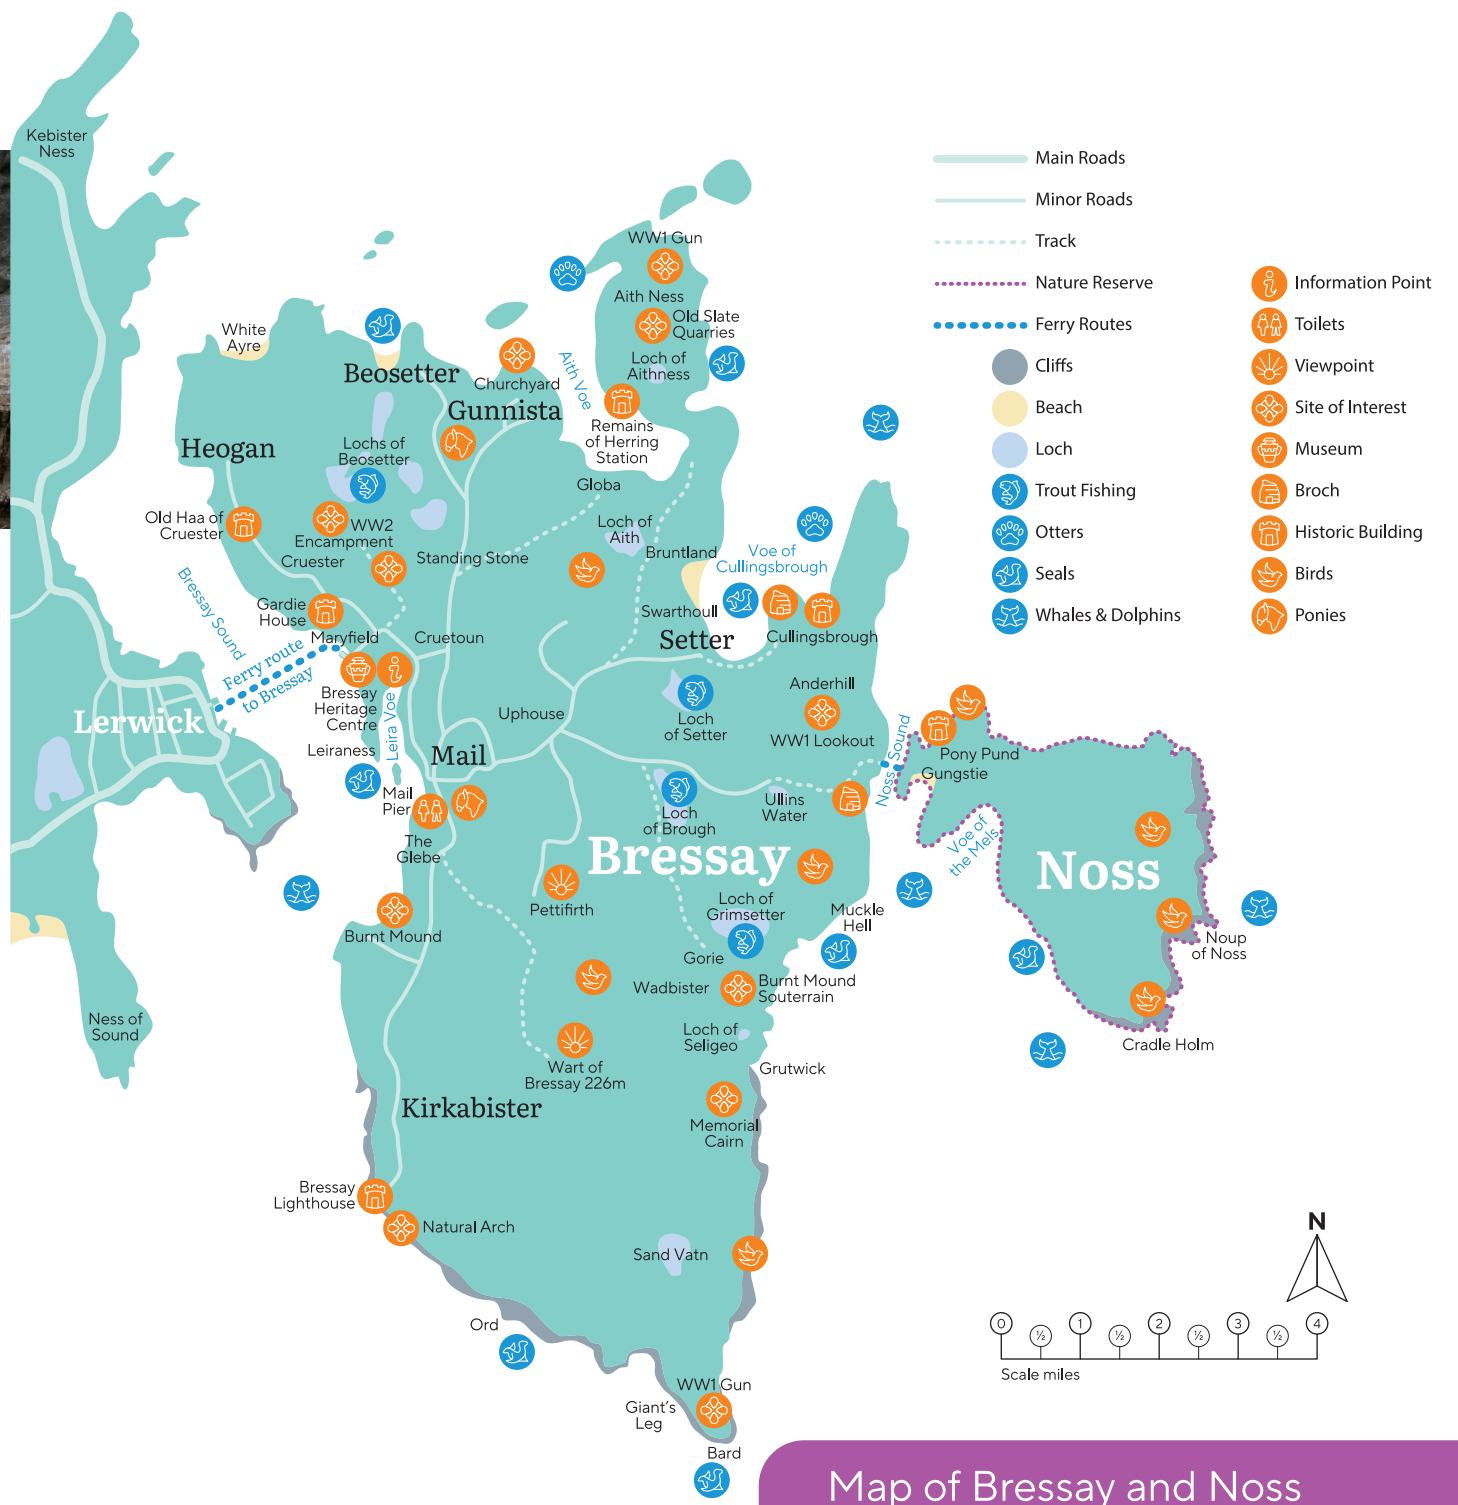 Kebister
Ness
WW1 Gun
Aith Ness
Old Slate
Quarries
Loch of
Aithness
White
Ayre
Beosetter
Churchyard
Aith Voe
Gunnista
Remains
of Herring
Station
Heogan
Lochs of
Beosetter
Globa
Old Haa of
Cruester
WW2
Encampment
Cruester
Standing Stone
Loch of
Aith
Bruntland
Voe of
Cullingsbrough
Swarthoull
Setter
Cullingsbrough
Bressay Sound
Gardie
House
Maryfield
Cruetoun
Ferry route
to Bressay
Bressay
Heritage
Centre
Leira Voe
Lerwick
Leiraness
Uphouse
Loch
of Setter
Anderhill
WW1 Lookout
Noss Sound
Pony Pund
Gungstie
Mail
Mail
Pier
The
Glebe
Loch
of Brough
Ullins
Water
Voe of
the Mels
Bressay
Noss
Pettifirth
Loch of
Grimsetter
Muckle
Hell
Burnt Mound
Gorie
Noup
of Noss
Wadbister
Burnt Mound
Souterrain
Ness of
Sound
Loch of
Seligeo
Cradle Holm
Wart of
Bressay 226m
Grutwick
Kirkabister
Memorial
Cairn
Bressay
Lighthouse
Natural Arch
Sand Vatn
Ord
WW1 Gun
Giant's
Leg
Bard
Main Roads
Minor Roads
Track
Nature Reserve
Ferry Routes
Cliffs
Beach
Loch
Trout Fishing
Otters
Seals
Whales & Dolphins
Information Point
Toilets
Viewpoint
Site of Interest
Museum
Broch
Historic Building
Birds
Ponies
N
0 ½ 1 ½ 2 ½ 3 ½ 4
Scale miles
Map of Bressay and Noss